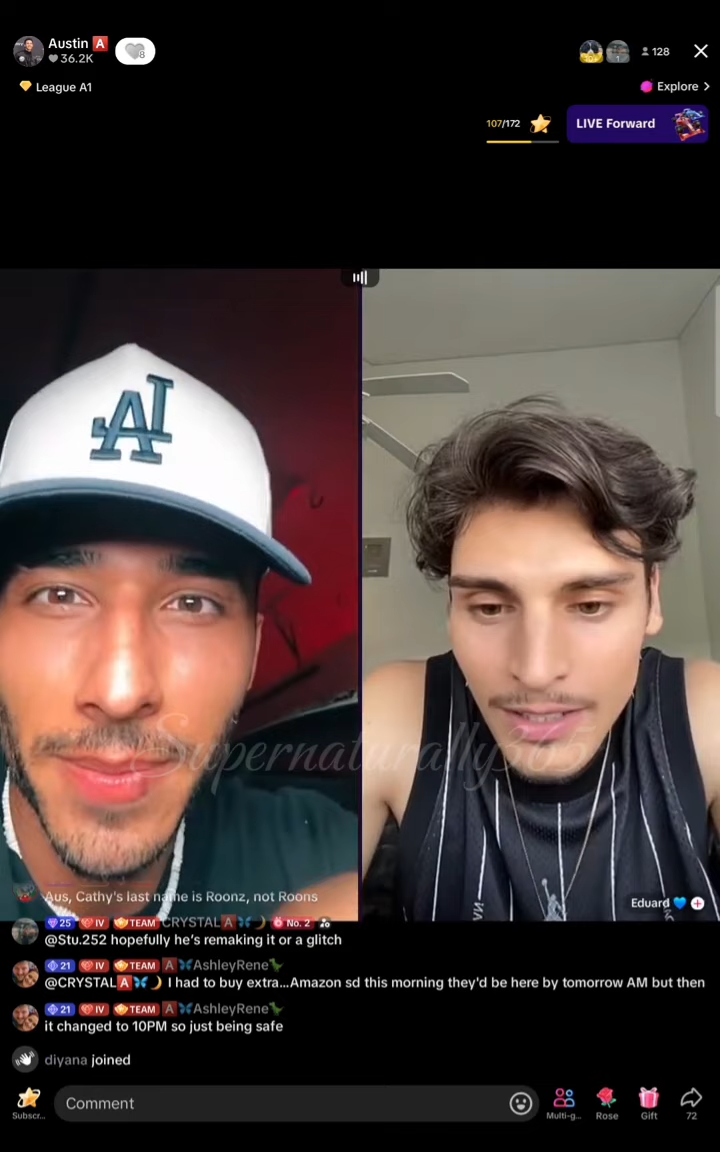 Austin A
36.2K
8
1
128
League A1
Explore >
107/172
LIVE Forward
Supernaturally365
Aus, Cathy's last name is Roonz, not Roons
Eduard
25 IV TEAM CRYSTAL A No. 2
@Stu.252 hopefully he's remaking it or a glitch
21 IV TEAM A AshleyRene
@CRYSTAL A I had to buy extra...Amazon sd this morning they'd be here by tomorrow AM but then
21 IV TEAM A AshleyRene
it changed to 10PM so just being safe
diyana joined
Comment
Subscr...
Multi-g...
Rose
Gift
72